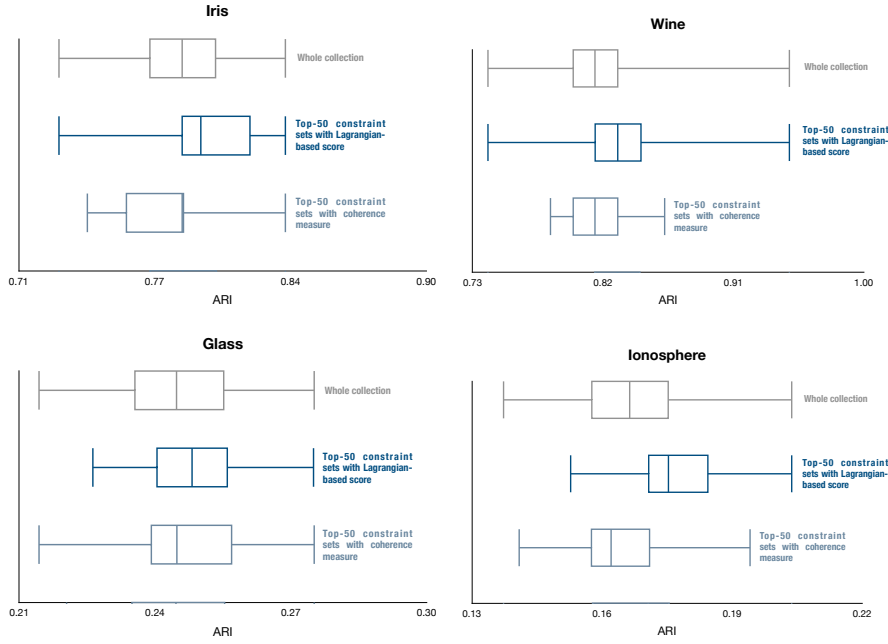 Iris
Whole collection
Top-50 constraint
sets with Lagrangian-
based score
Top-50 constraint
sets with coherence
measure
0.71
0.77
0.84
0.90
ARI
Wine
Whole collection
Top-50 constraint
sets with Lagrangian-
based score
Top-50 constraint
sets with coherence
measure
0.73
0.82
0.91
1.00
ARI
Glass
Whole collection
Top-50 constraint
sets with Lagrangian-
based score
Top-50 constraint
sets with coherence
measure
0.21
0.24
0.27
0.30
ARI
Ionosphere
Whole collection
Top-50 constraint
sets with Lagrangian-
based score
Top-50 constraint
sets with coherence
measure
0.13
0.16
0.19
0.22
ARI